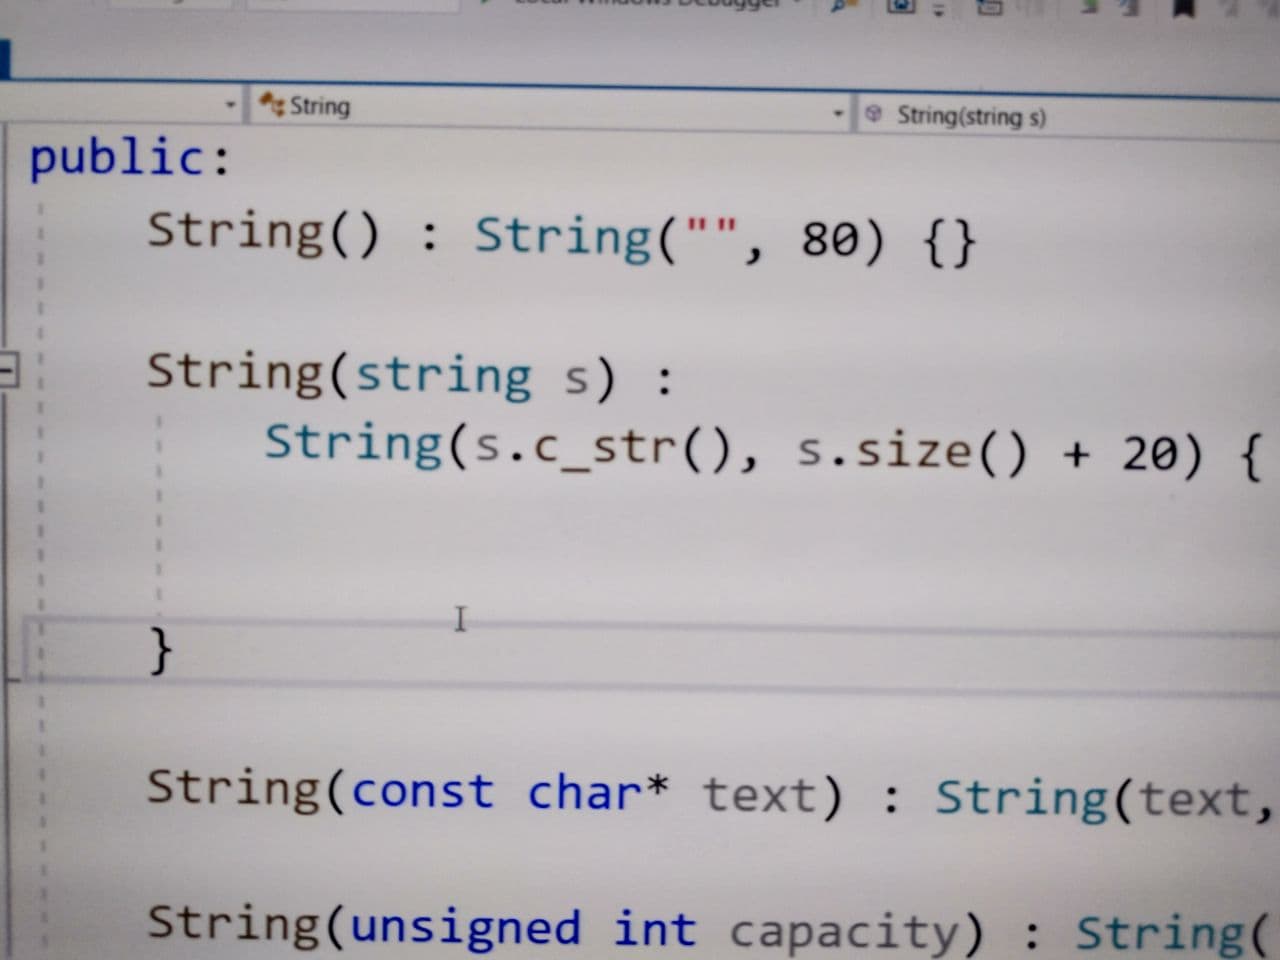 String String(string s)
public:
String() : String("", 80) {}
String(string s) :
String(s.c_str(), s.size() + 20) {
}
String(const char* text) : String(text,
String(unsigned int capacity) : String(